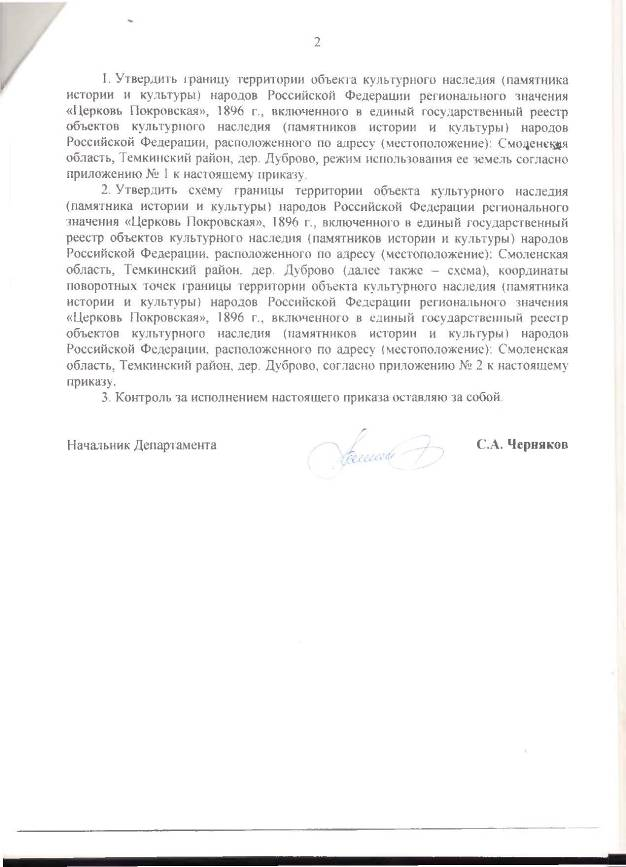 2
1. Утвердить границу территории объекта культурного наследия (памятника
истории и культуры) народов Российской Федерации регионального значения
«Церковь Покровская», 1896 г., включенного в единый государственный реестр
объектов культурного наследия (памятников истории и культуры) народов
Российской Федерации, расположенного по адресу (местоположение): Смоленская
область, Темкинский район, дер. Дуброво, режим использования ее земель согласно
приложению № 1 к настоящему приказу.
2. Утвердить схему границы территории объекта культурного наследия
(памятника истории и культуры) народов Российской Федерации регионального
значения «Церковь Покровская», 1896 г., включенного в единый государственный
реестр объектов культурного наследия (памятников истории и культуры) народов
Российской Федерации, расположенного по адресу (местоположение): Смоленская
область, Темкинский район, дер. Дуброво (далее также – схема), координаты
поворотных точек границы территории объекта культурного наследия (памятника
истории и культуры) народов Российской Федерации регионального значения
«Церковь Покровская», 1896 г., включенного в единый государственный реестр
объектов культурного наследия (памятников истории и культуры) народов
Российской Федерации, расположенного по адресу (местоположение): Смоленская
область, Темкинский район, дер. Дуброво, согласно приложению № 2 к настоящему
приказу.
3. Контроль за исполнением настоящего приказа оставляю за собой.
Начальник Департамента С.А. Черняков